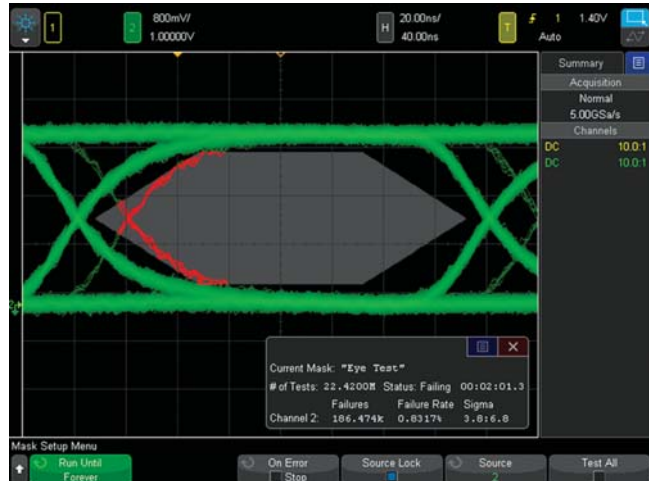 1
2
800mV/
1.00000V
H
20.00ns/
40.00ns
T
1
1.40V
Auto
Summary
Acquisition
Normal
5.00GSa/s
Channels
DC 10.0:1
DC 10.0:1
Current Mask: "Eye Test"
# of Tests: 22.4200M Status: Failing 00:02:01.3
Failures Failure Rate Sigma
Channel 2: 186.474k 0.8317% 3.8:6.8
Mask Setup Menu
Run Until
Forever
On Error
Stop
Source Lock
Source
2
Test All